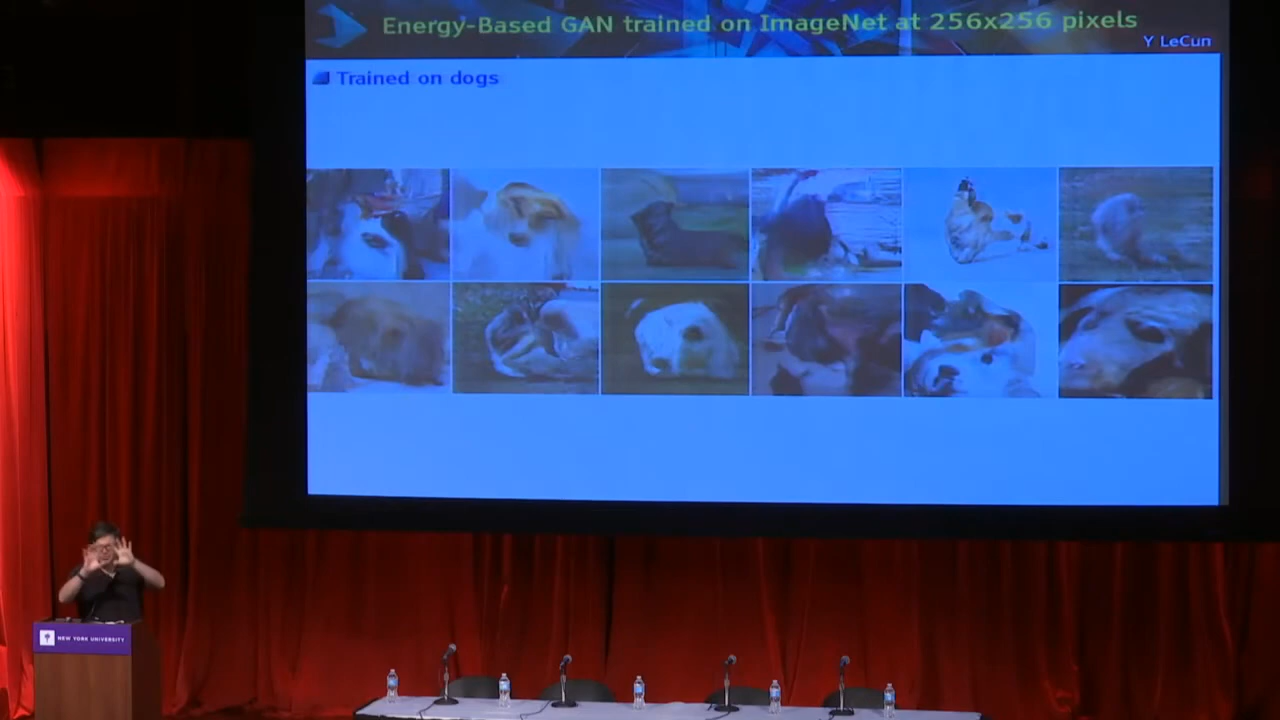 Energy-Based GAN trained on ImageNet at 256x256 pixels
Y LeCun
Trained on dogs
NEW YORK UNIVERSITY